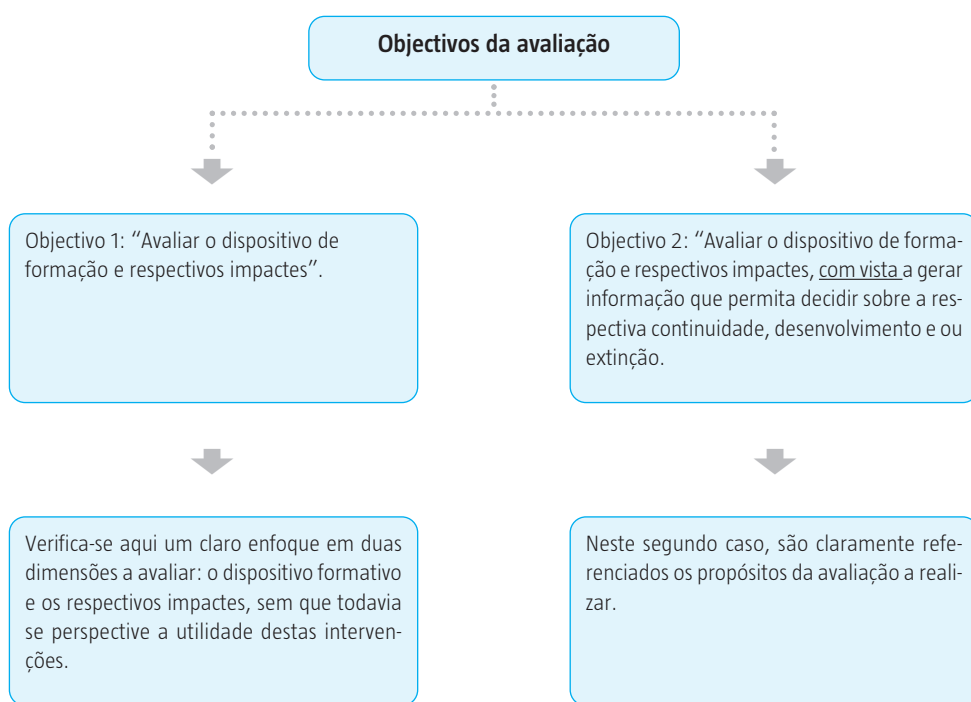 Objectivos da avaliação
Objectivo 1: “Avaliar o dispositivo de
formação e respectivos impactes”.
Objectivo 2: “Avaliar o dispositivo de forma-
ção e respectivos impactes, com vista a gerar
informação que permita decidir sobre a res-
pectiva continuidade, desenvolvimento e ou
extinção.
Verifica-se aqui um claro enfoque em duas
dimensões a avaliar: o dispositivo formativo
e os respectivos impactes, sem que todavia
se perspective a utilidade destas interven-
ções.
Neste segundo caso, são claramente refe-
renciados os propósitos da avaliação a reali-
zar.